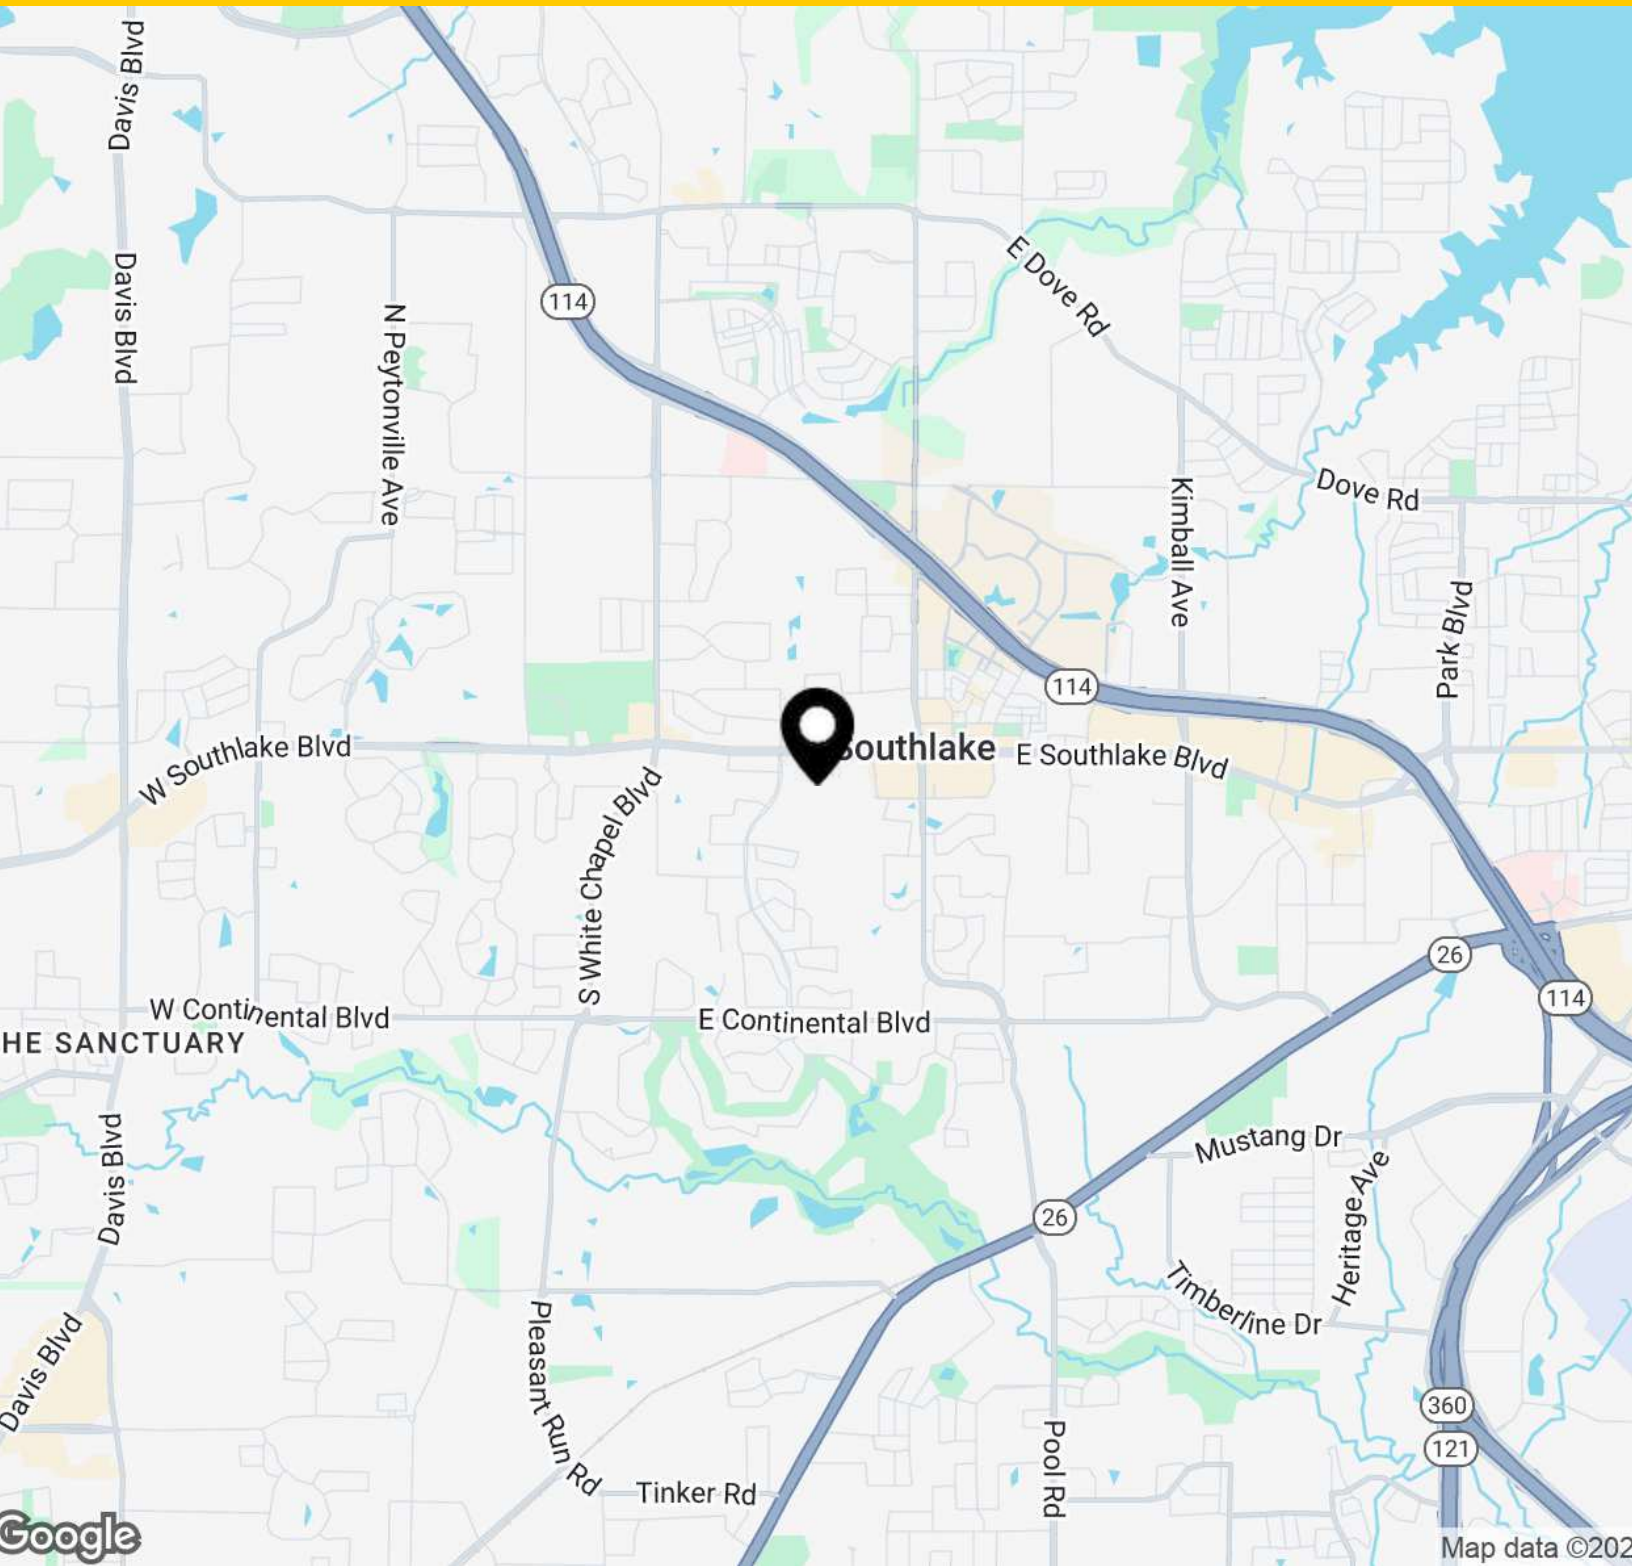 Davis Blvd
Davis Blvd
N Peytonville Ave
114
E Dove Rd
Dove Rd
Kimball Ave
Park Blvd
114
Southlake
E Southlake Blvd
W Southlake Blvd
S White Chapel Blvd
26
114
W Continental Blvd
E Continental Blvd
HE SANCTUARY
Davis Blvd
Mustang Dr
Heritage Ave
26
Timberline Dr
Davis Blvd
Pleasant Run Rd
360
121
Pool Rd
Tinker Rd
Google
Map data ©202